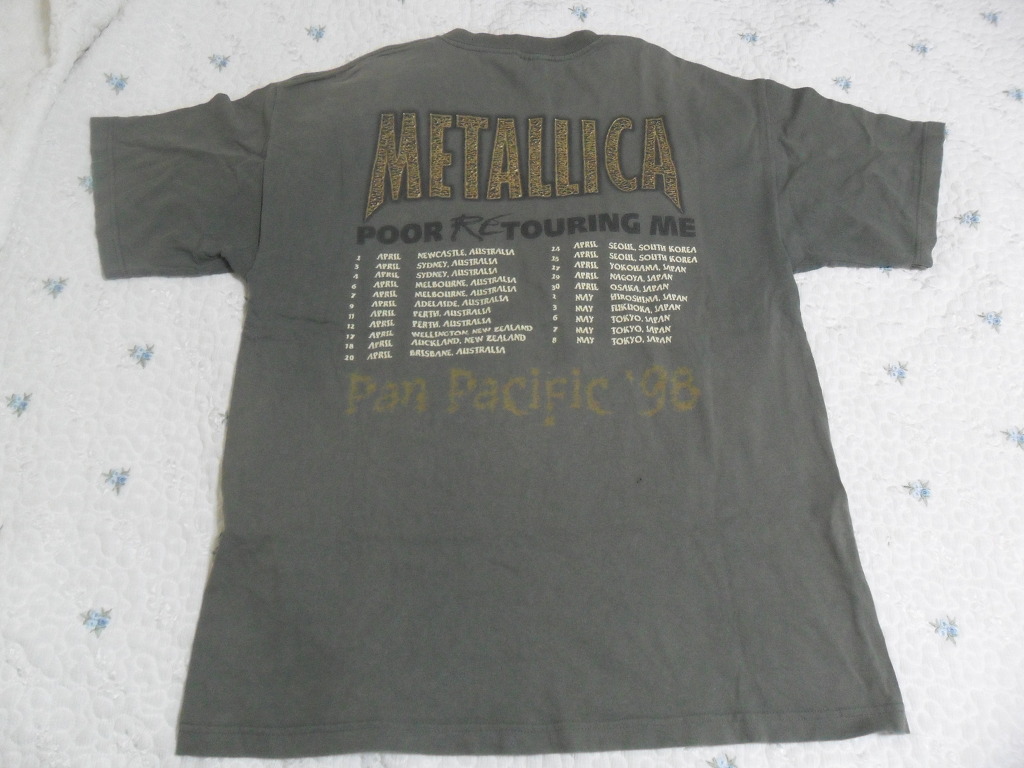 METALLICA
POOR RETOURING ME
2 APRIL NEWCASTLE, AUSTRALIA
3 APRIL SYDNEY, AUSTRALIA
4 APRIL SYDNEY, AUSTRALIA
6 APRIL MELBOURNE, AUSTRALIA
7 APRIL MELBOURNE, AUSTRALIA
9 APRIL ADELAIDE, AUSTRALIA
11 APRIL PERTH, AUSTRALIA
12 APRIL PERTH, AUSTRALIA
17 APRIL WELLINGTON, NEW ZEALAND
18 APRIL AUCKLAND, NEW ZEALAND
20 APRIL BRISBANE, AUSTRALIA
24 APRIL SEOUL, SOUTH KOREA
25 APRIL SEOUL, SOUTH KOREA
27 APRIL YOKOHAMA, JAPAN
29 APRIL NAGOYA, JAPAN
30 APRIL OSAKA, JAPAN
2 MAY HIROSHIMA, JAPAN
3 MAY FUKUOKA, JAPAN
6 MAY TOKYO, JAPAN
7 MAY TOKYO, JAPAN
8 MAY TOKYO, JAPAN
Pan Pacific '98